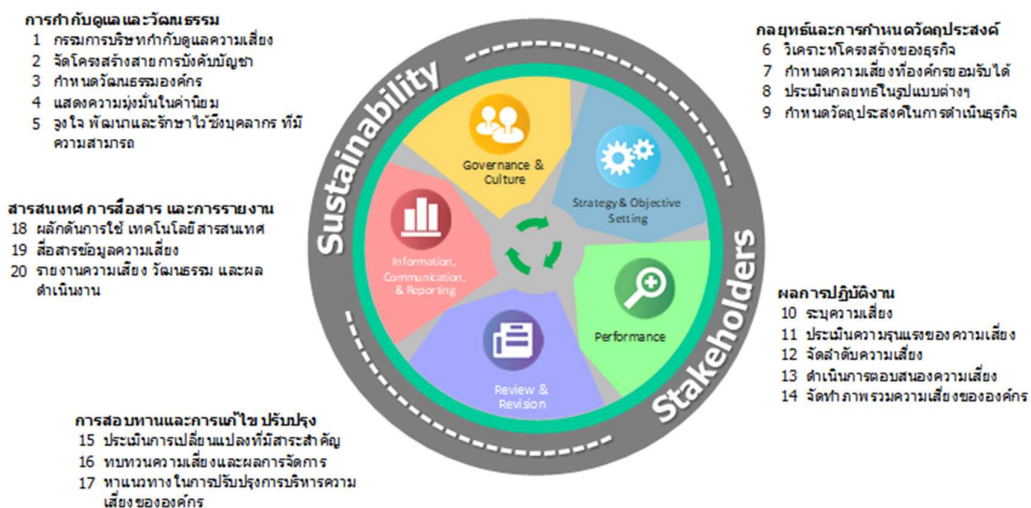 การกำกับดูแลและวัฒนธรรม
1 กรรมการบริษัทกำกับดูแลความเสี่ยง
2 จัดโครงสร้างสายการบังคับบัญชา
3 กำหนดวัฒนธรรมองค์กร
4 แสดงความมุ่งมั่นในค่านิยม
5 จูงใจ พัฒนาและรักษาไว้ซึ่งบุคลากร ที่มี
ความสามารถ
กลยุทธ์และการกำหนดวัตถุประสงค์
6 วิเคราะห์โครงสร้างของธุรกิจ
7 กำหนดความเสี่ยงที่องค์กรยอมรับได้
8 ประเมินกลยุทธ์ในรูปแบบต่างๆ
9 กำหนดวัตถุประสงค์ในการดำเนินธุรกิจ
สารสนเทศ การสื่อสาร และการรายงาน
18 ผลักดันการใช้ เทคโนโลยีสารสนเทศ
19 สื่อสารข้อมูลความเสี่ยง
20 รายงานความเสี่ยง วัฒนธรรม และผล
ดำเนินงาน
ผลการปฏิบัติงาน
10 ระบุความเสี่ยง
11 ประเมินความรุนแรงของความเสี่ยง
12 จัดลำดับความเสี่ยง
13 ดำเนินการตอบสนองความเสี่ยง
14 จัดทำภาพรวมความเสี่ยงขององค์กร
การสอบทานและการแก้ไข ปรับปรุง
15 ประเมินการเปลี่ยนแปลงที่มีสาระสำคัญ
16 ทบทวนความเสี่ยงและผลการจัดการ
17 หาแนวทางในการปรับปรุงการบริหารความ
เสี่ยงขององค์กร
Sustainability
Stakeholders
Governance &
Culture
Strategy & Objective
Setting
Performance
Review &
Revision
Information,
Communication,
& Reporting